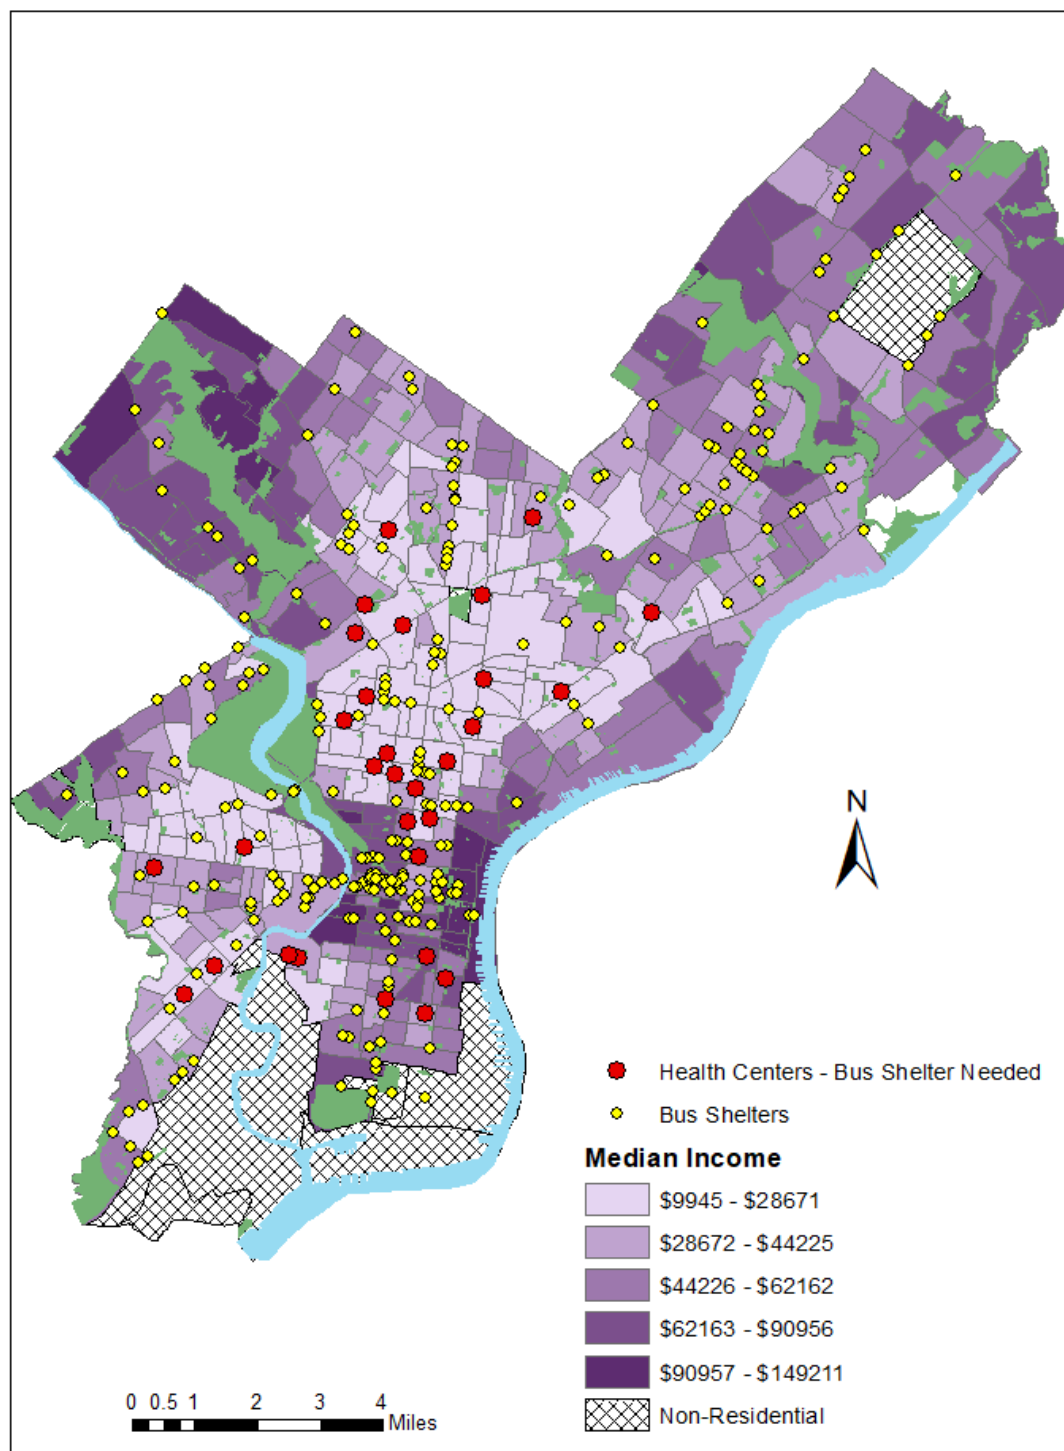 N
Health Centers - Bus Shelter Needed
Bus Shelters
Median Income
$9945 - $28671
$28672 - $44225
$44226 - $62162
$62163 - $90956
$90957 - $149211
Non-Residential
0 0.5 1 2 3 4
Miles